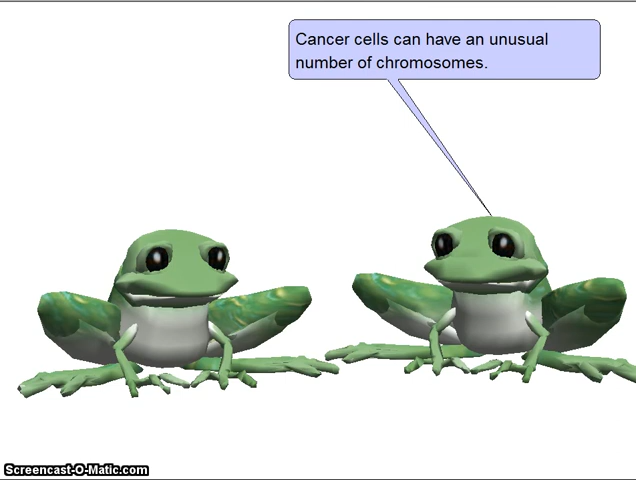 Cancer cells can have an unusual
number of chromosomes.
Screencast-O-Matic.com